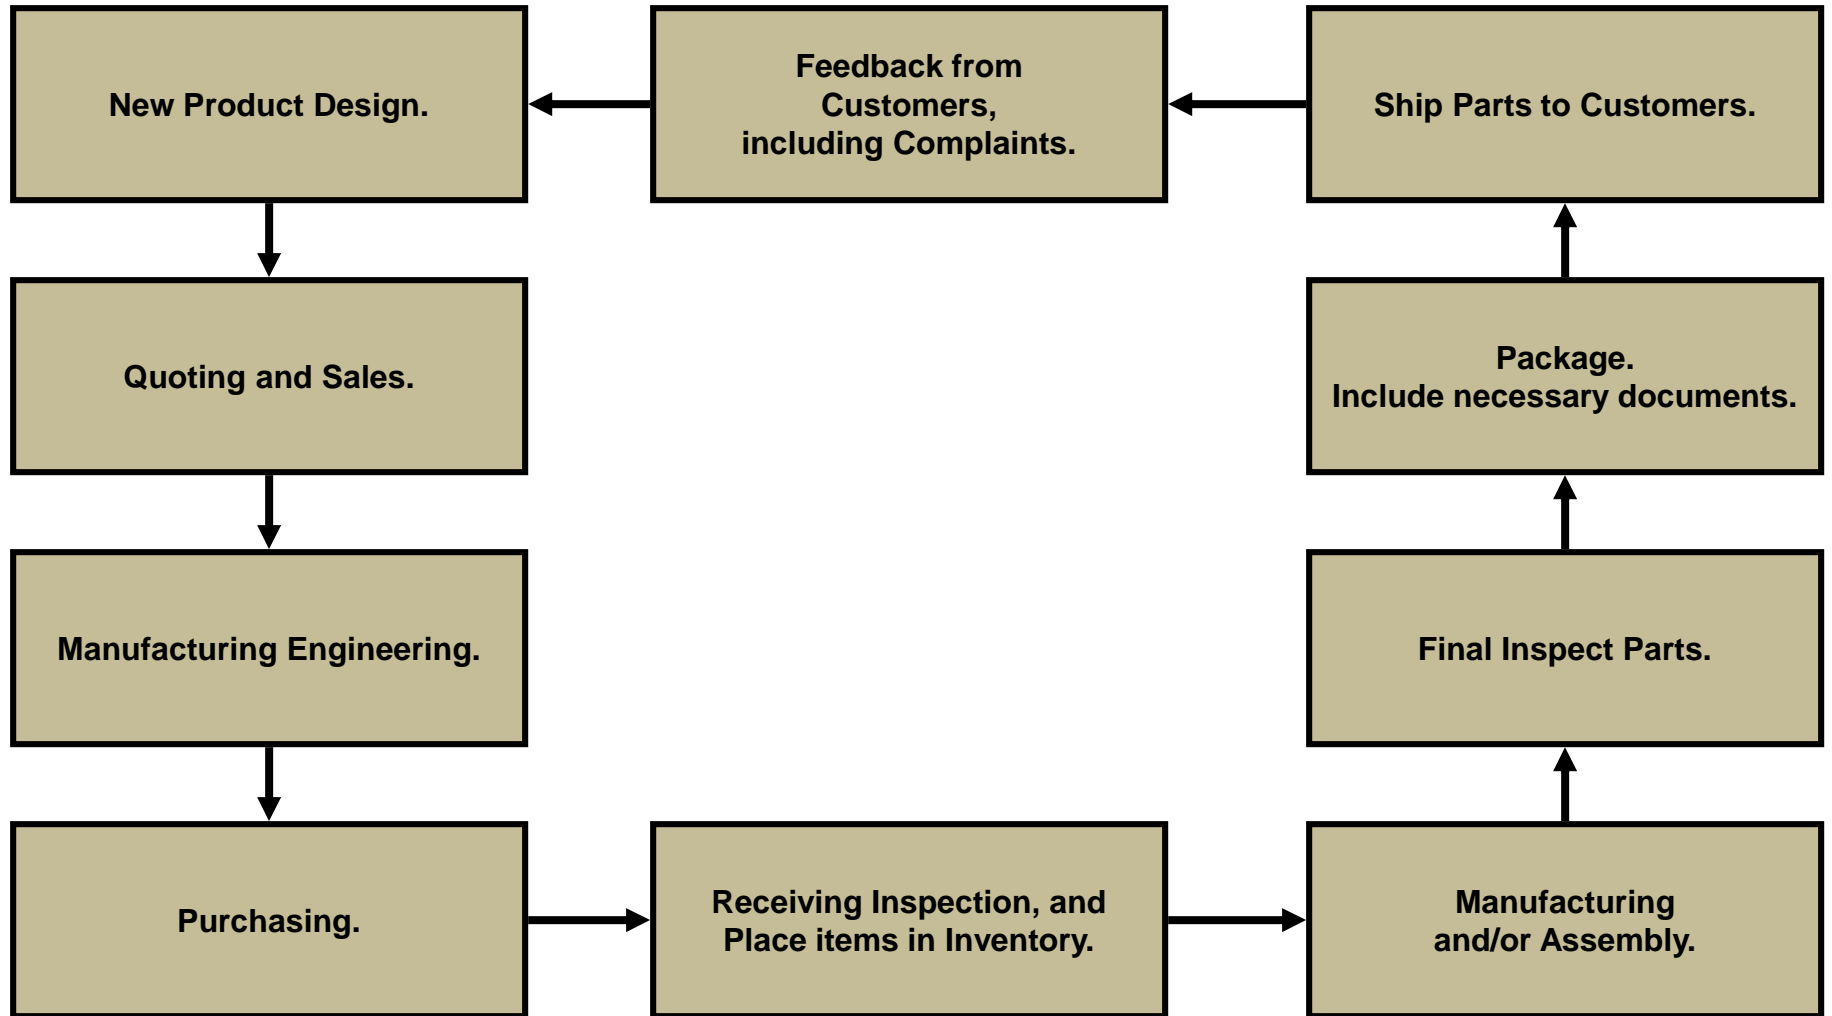 New Product Design.
Feedback from
Customers,
including Complaints.
Ship Parts to Customers.
Quoting and Sales.
Package.
Include necessary documents.
Manufacturing Engineering.
Final Inspect Parts.
Purchasing.
Receiving Inspection, and
Place items in Inventory.
Manufacturing
and/or Assembly.